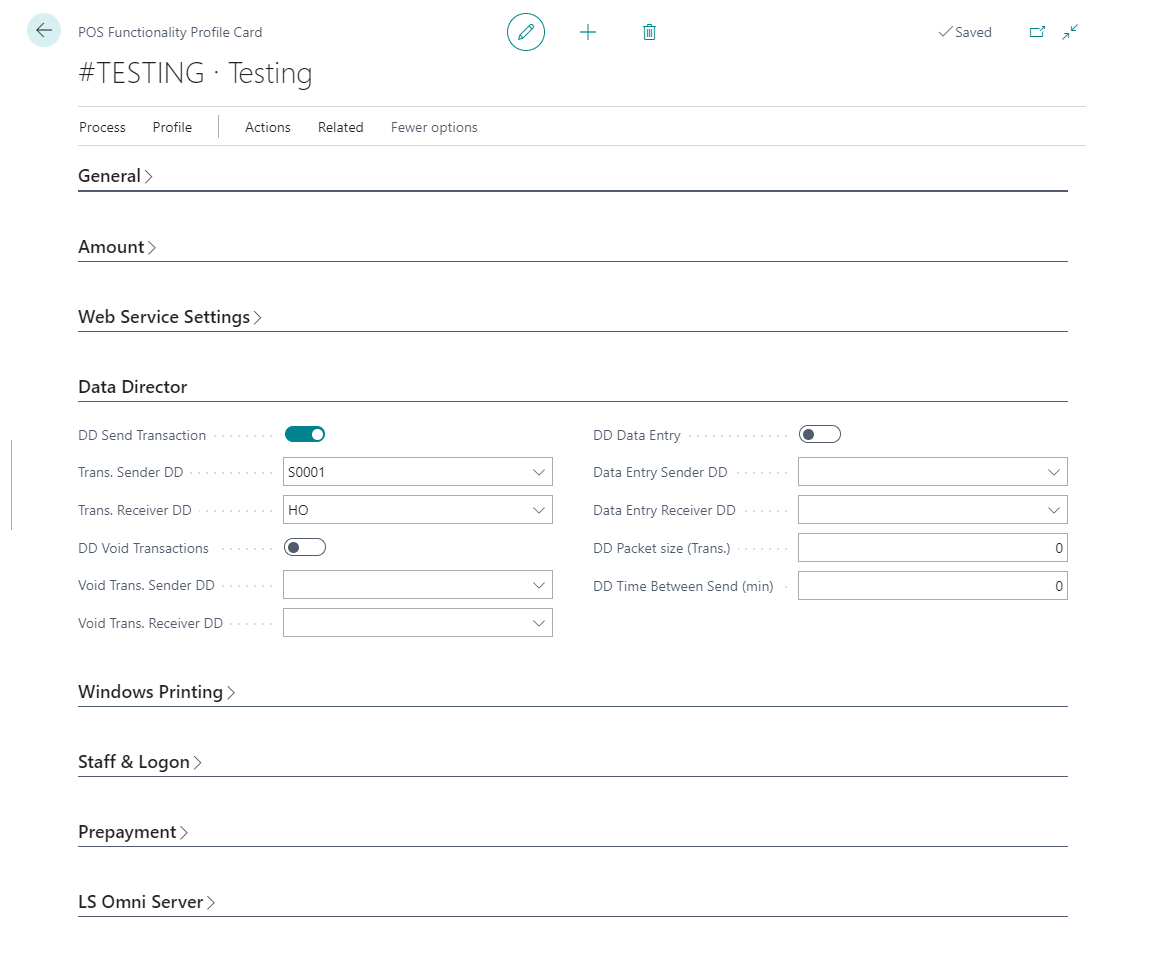 POS Functionality Profile Card
Saved
#TESTING · Testing
Process
Profile
Actions
Related
Fewer options
General
Amount
Web Service Settings
Data Director
DD Send Transaction
Trans. Sender DD
S0001
Trans. Receiver DD
HO
DD Void Transactions
Void Trans. Sender DD
Void Trans. Receiver DD
DD Data Entry
Data Entry Sender DD
Data Entry Receiver DD
DD Packet size (Trans.)
0
DD Time Between Send (min)
0
Windows Printing
Staff & Logon
Prepayment
LS Omni Server